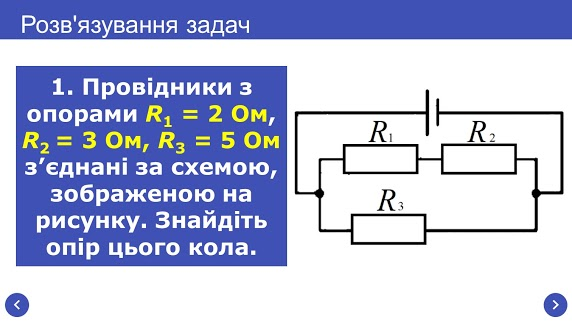 Розв'язування задач
1. Провідники з
опорами R1 = 2 Ом,
R2 = 3 Ом, R3 = 5 Ом
з’єднані за схемою,
зображеною на
рисунку. Знайдіть
опір цього кола.
R1 R2
R3